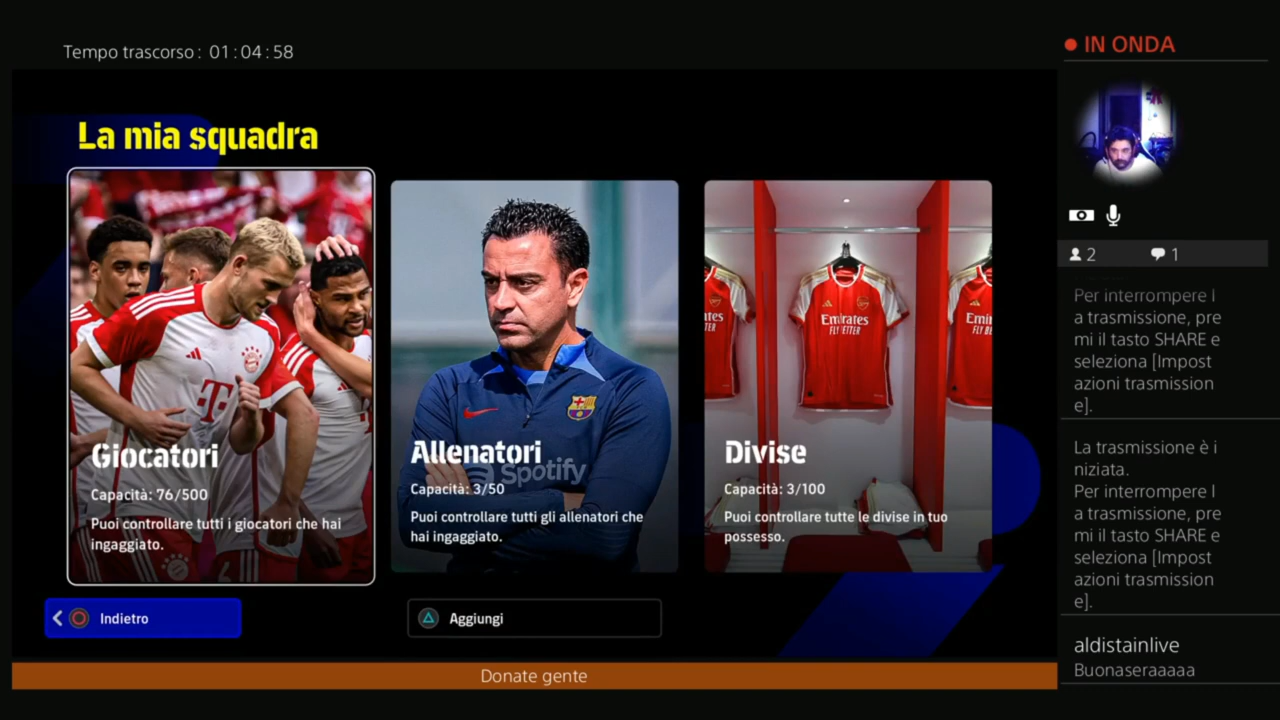 Tempo trascorso : 01 : 04 : 58
IN ONDA
La mia squadra
2
1
Per interrompere l
a trasmissione, pre
mi il tasto SHARE e
seleziona [Impost
azioni trasmission
e].
La trasmissione è i
niziata.
Per interrompere l
a trasmissione, pre
mi il tasto SHARE e
seleziona [Impost
azioni trasmission
e].
aldistainlive
Buonaseraaaaa
T
Giocatori
Capacità: 76/500
Puoi controllare tutti i giocatori che hai
ingaggiato.
Spotify
Allenatori
Capacità: 3/50
Puoi controllare tutti gli allenatori che
hai ingaggiato.
Emirates
FLY BETTER
Divise
Capacità: 3/100
Puoi controllare tutte le divise in tuo
possesso.
Indietro
Aggiungi
Donate gente